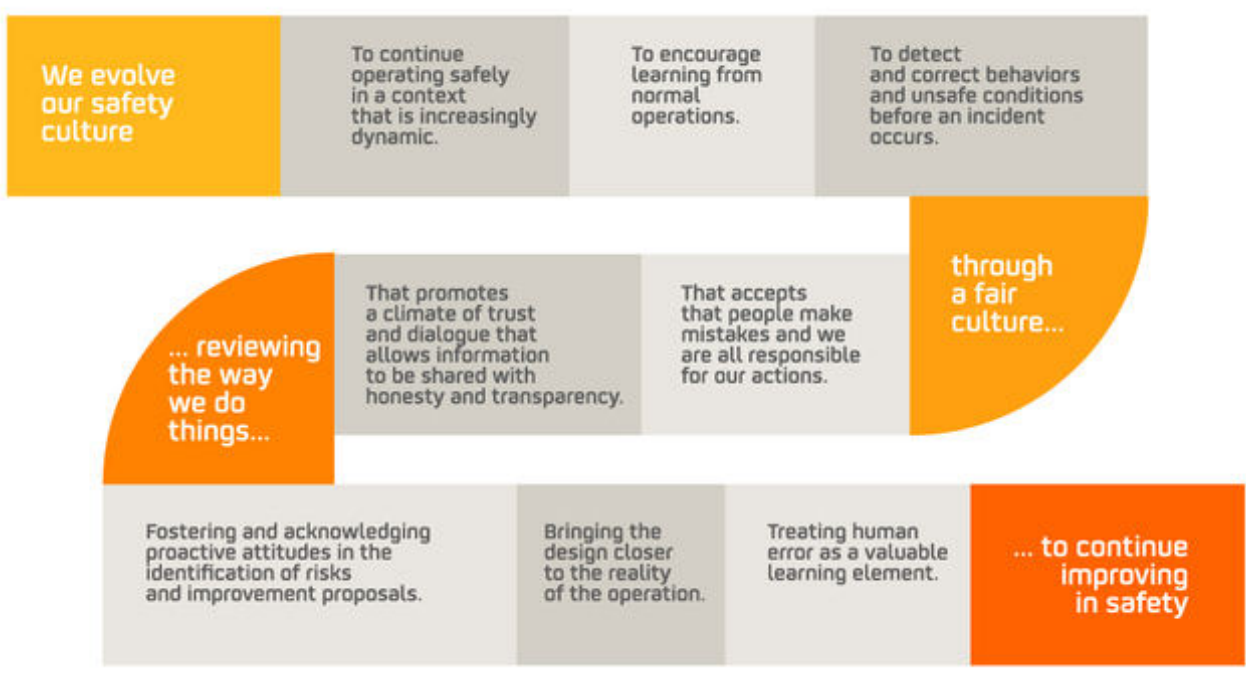 We evolve
our safety
culture
To continue
operating safely
in a context
that is increasingly
dynamic.
To encourage
learning from
normal
operations.
To detect
and correct behaviors
and unsafe conditions
before an incident
occurs.
through
a fair
culture...
That accepts
that people make
mistakes and we
are all responsible
for our actions.
That promotes
a climate of trust
and dialogue that
allows information
to be shared with
honesty and transparency.
... reviewing
the way
we do
things...
Fostering and acknowledging
proactive attitudes in the
identification of risks
and improvement proposals.
Bringing the
design closer
to the reality
of the operation.
Treating human
error as a valuable
learning element.
... to continue
improving
in safety